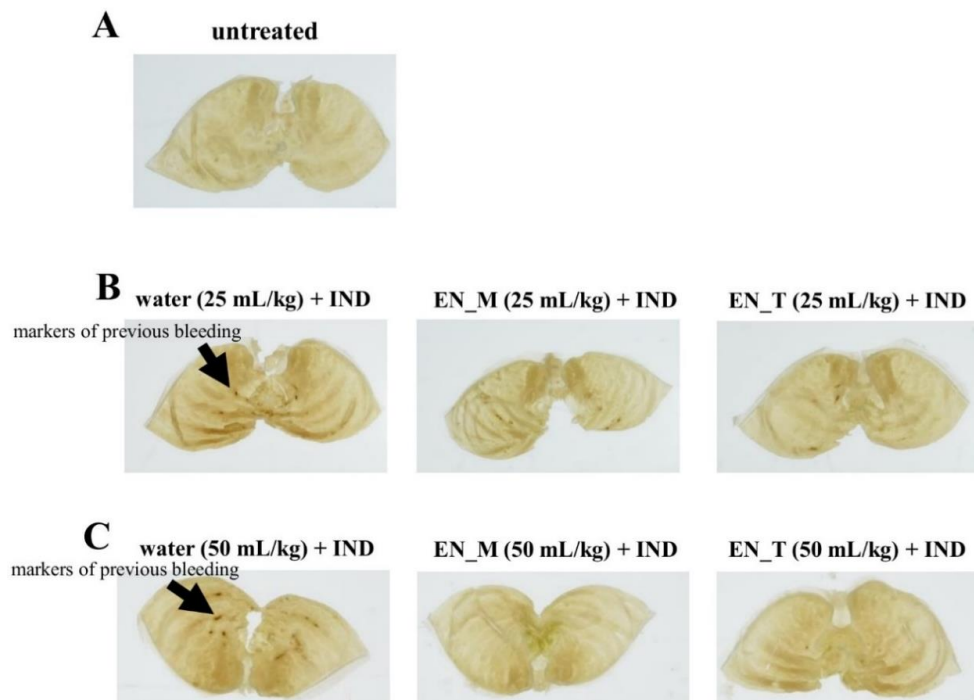 A
untreated
B
water (25 mL/kg) + IND
EN_M (25 mL/kg) + IND
EN_T (25 mL/kg) + IND
markers of previous bleeding
C
water (50 mL/kg) + IND
EN_M (50 mL/kg) + IND
EN_T (50 mL/kg) + IND
markers of previous bleeding